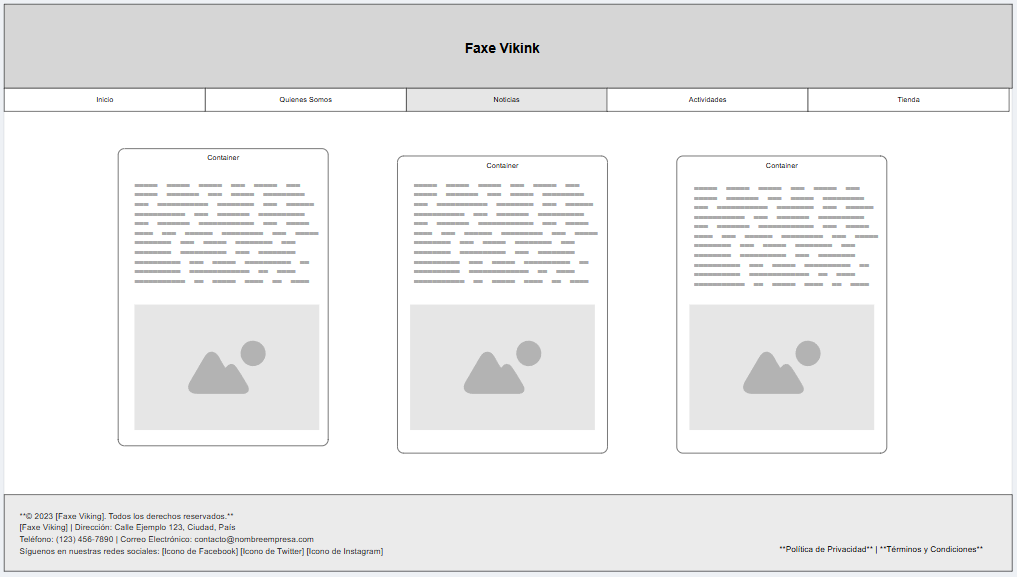 Faxe Vikink
Inicio
Quienes Somos
Noticias
Actividades
Tienda
Container
Container
Container
**© 2023 [Faxe Viking]. Todos los derechos reservados.**
[Faxe Viking] | Dirección: Calle Ejemplo 123, Ciudad, País
Teléfono: (123) 456-7890 | Correo Electrónico: contacto@nombreempresa.com
Síguenos en nuestras redes sociales: [Icono de Facebook] [Icono de Twitter] [Icono de Instagram]
**Política de Privacidad** | **Términos y Condiciones**